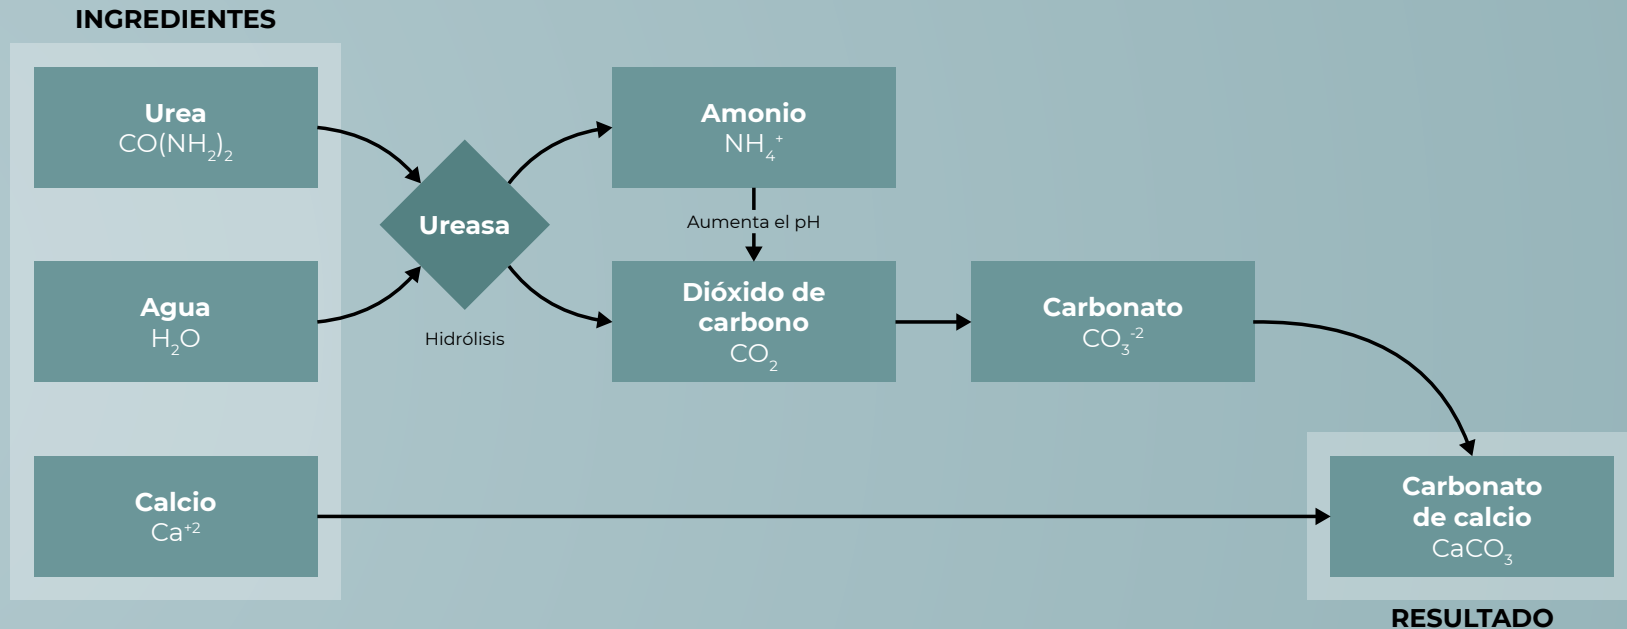 INGREDIENTES
Urea
CO(NH₂)₂
Agua
H₂O
Calcio
Ca⁺²
Ureasa
Hidrólisis
Amonio
NH₄⁺
Aumenta el pH
Dióxido de
carbono
CO₂
Carbonato
CO₃⁻²
Carbonato
de calcio
CaCO₃
RESULTADO